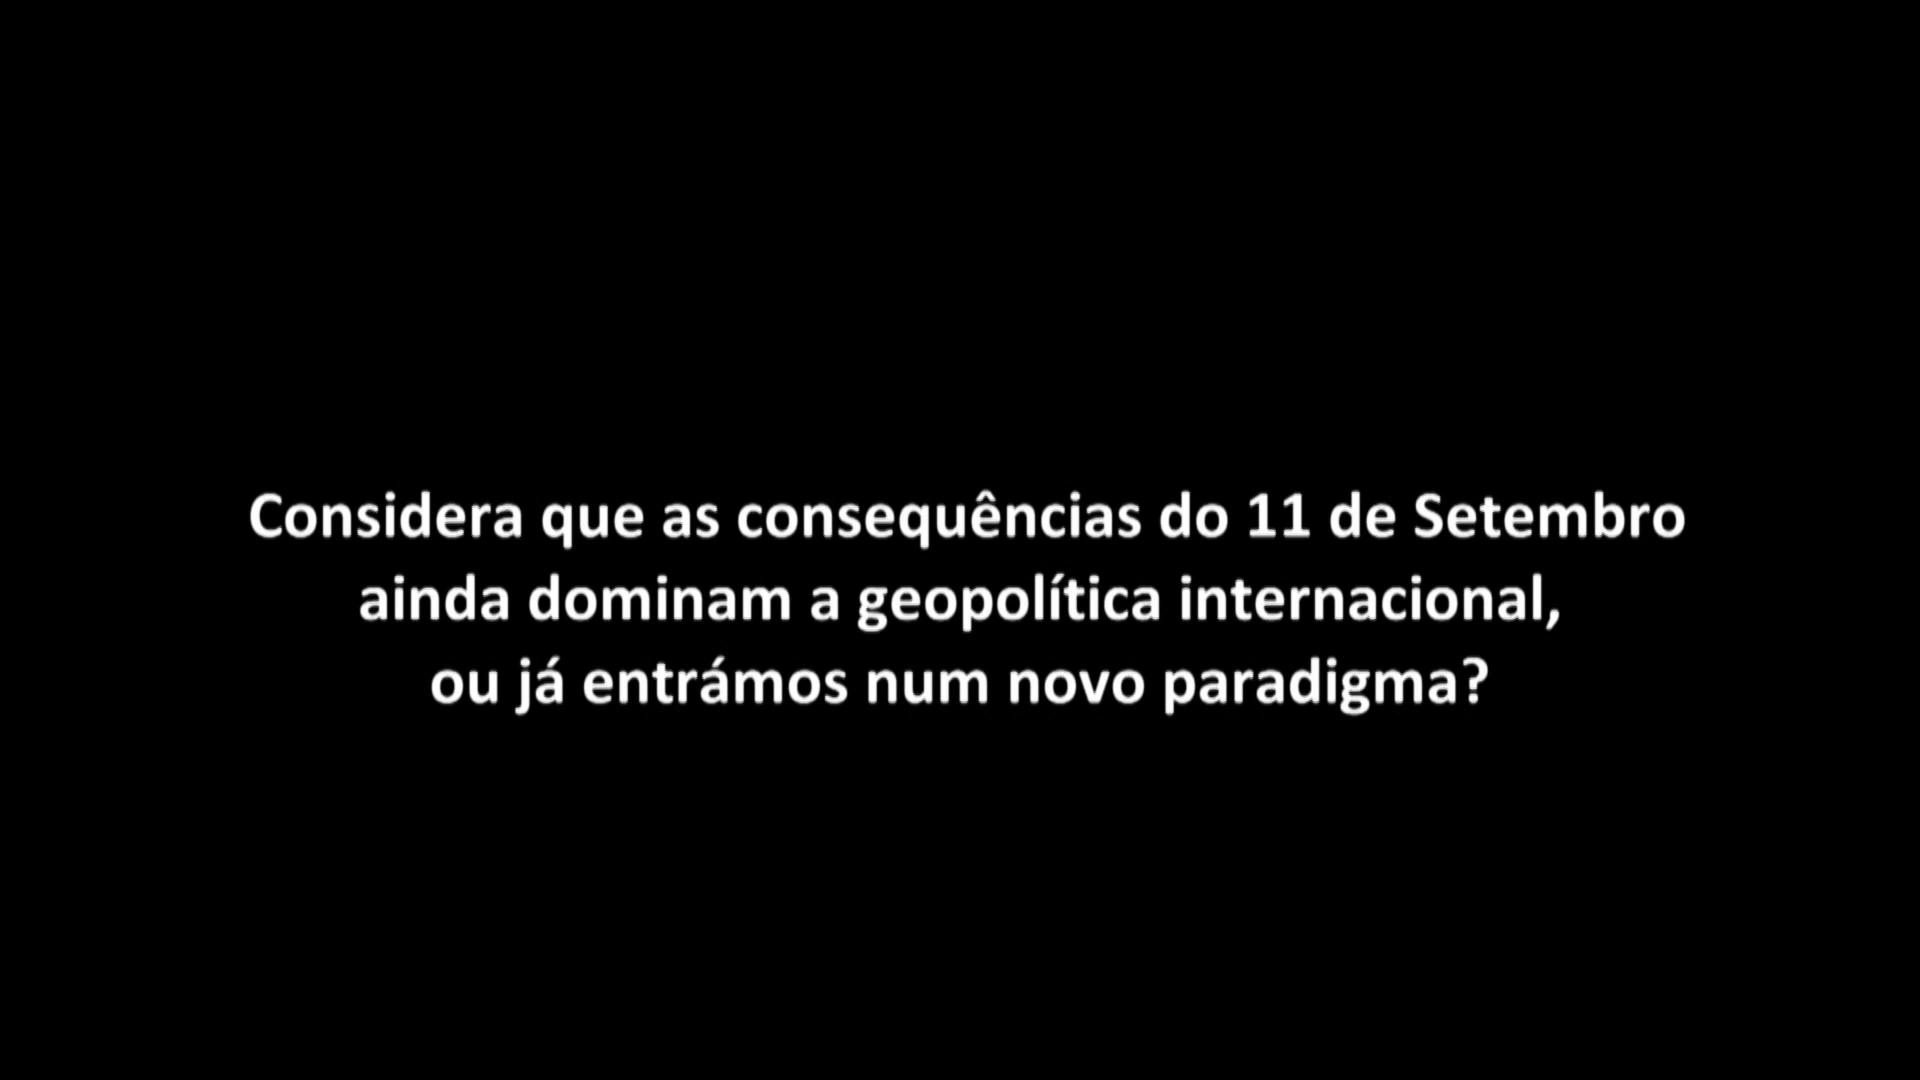 Considera que as consequências do 11 de Setembro
ainda dominam a geopolítica internacional,
ou já entrámos num novo paradigma?